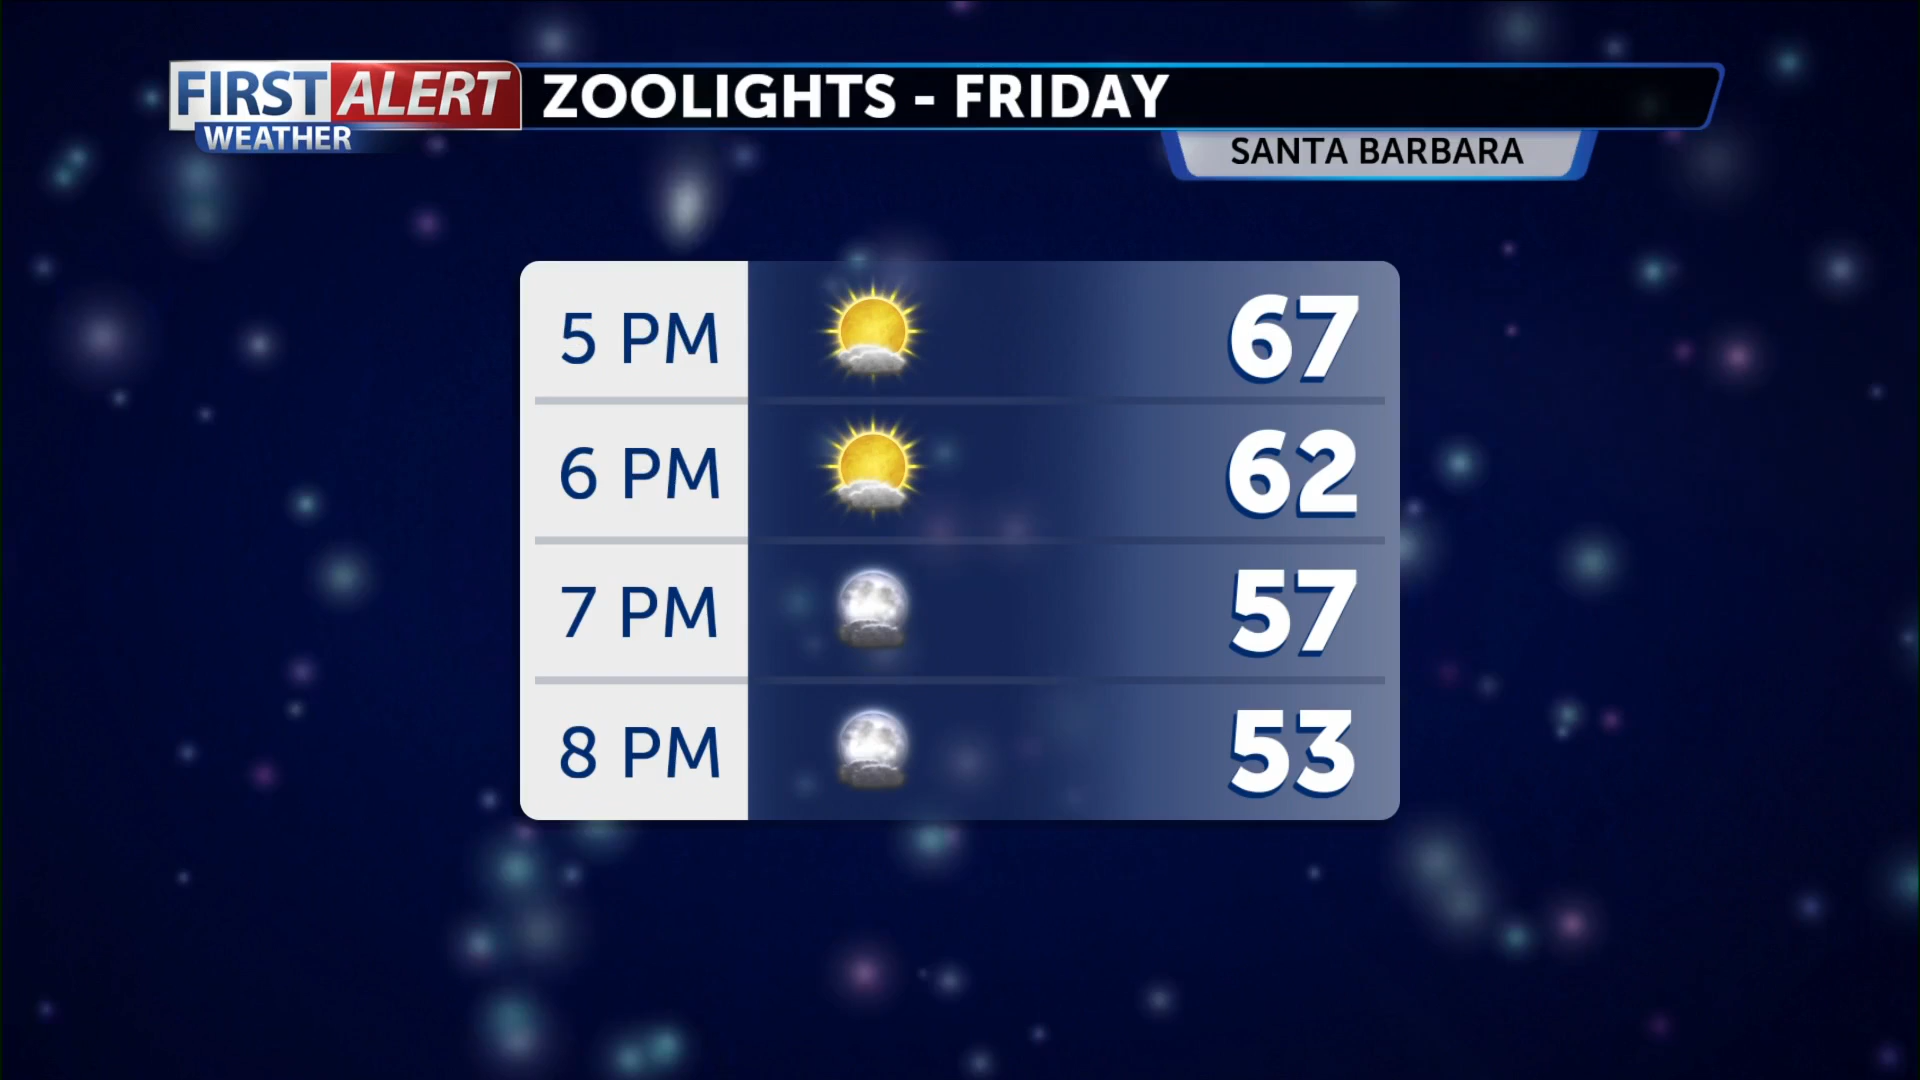 FIRST ALERT
WEATHER
ZOOLIGHTS - FRIDAY
SANTA BARBARA
5 PM 67
6 PM 62
7 PM 57
8 PM 53